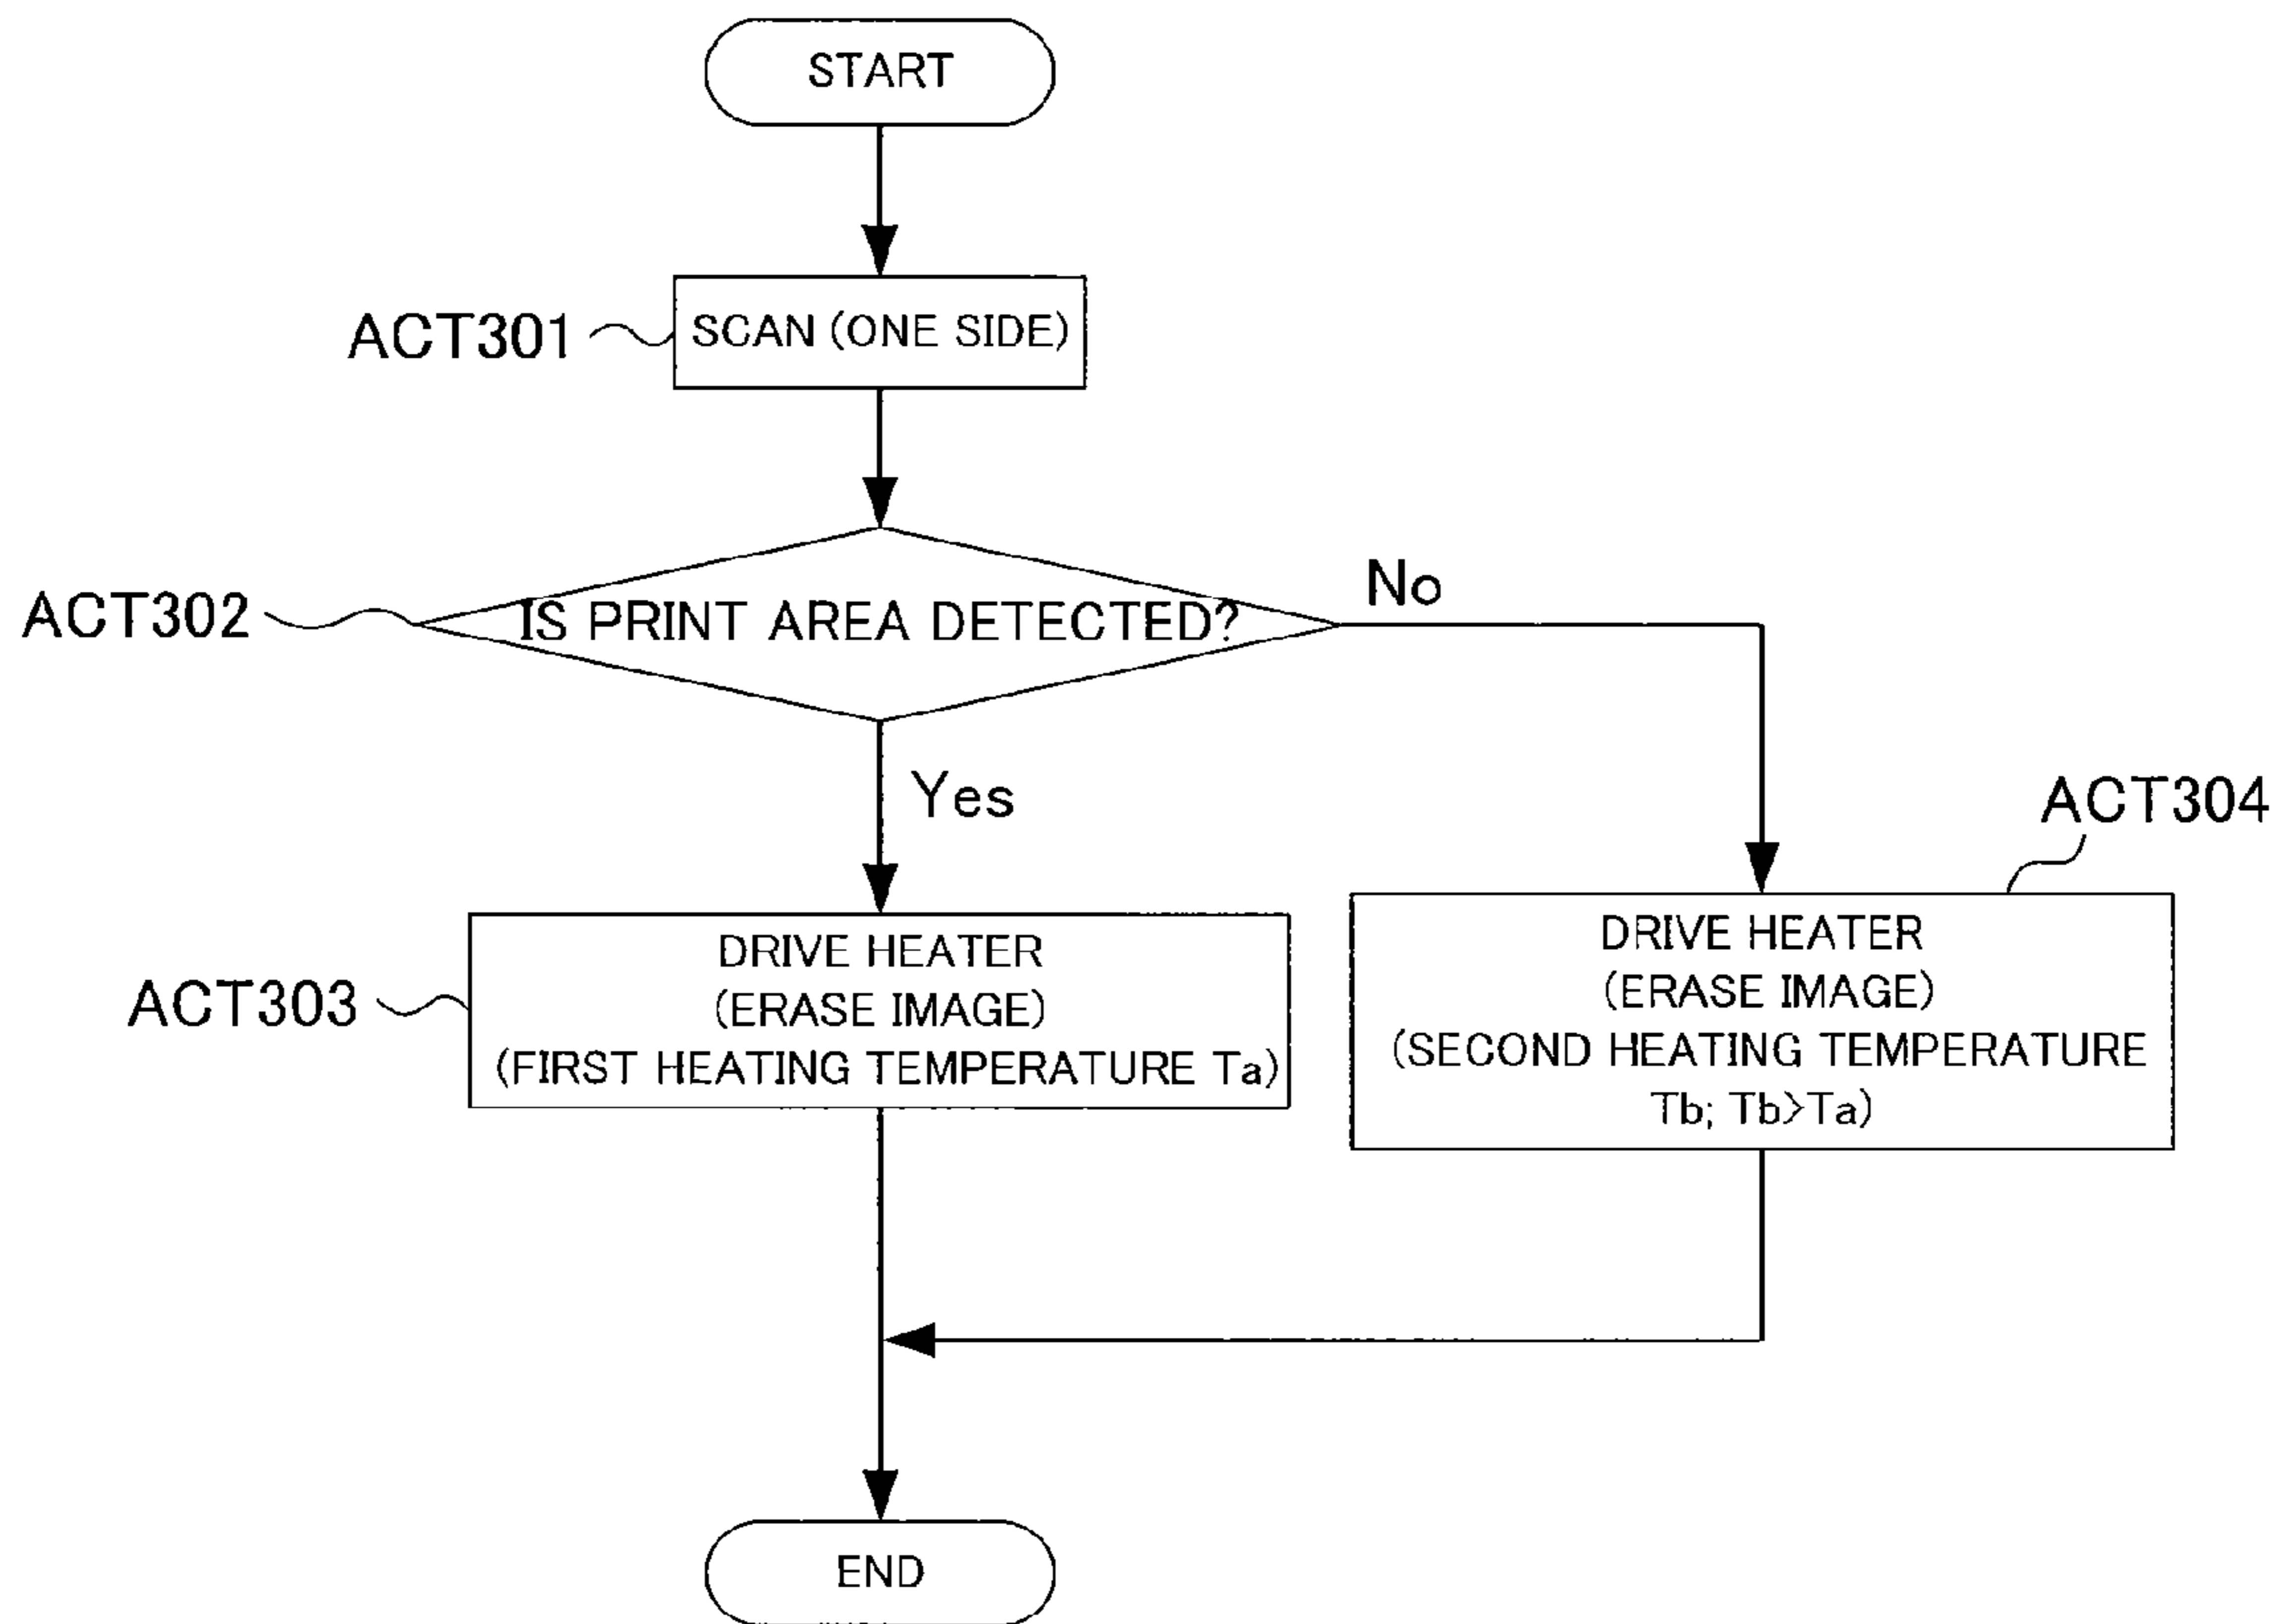 START
ACT301
SCAN (ONE SIDE)
ACT302
IS PRINT AREA DETECTED?
No
Yes
ACT303
DRIVE HEATER
(ERASE IMAGE)
(FIRST HEATING TEMPERATURE Ta)
ACT304
DRIVE HEATER
(ERASE IMAGE)
(SECOND HEATING TEMPERATURE
Tb; Tb>Ta)
END